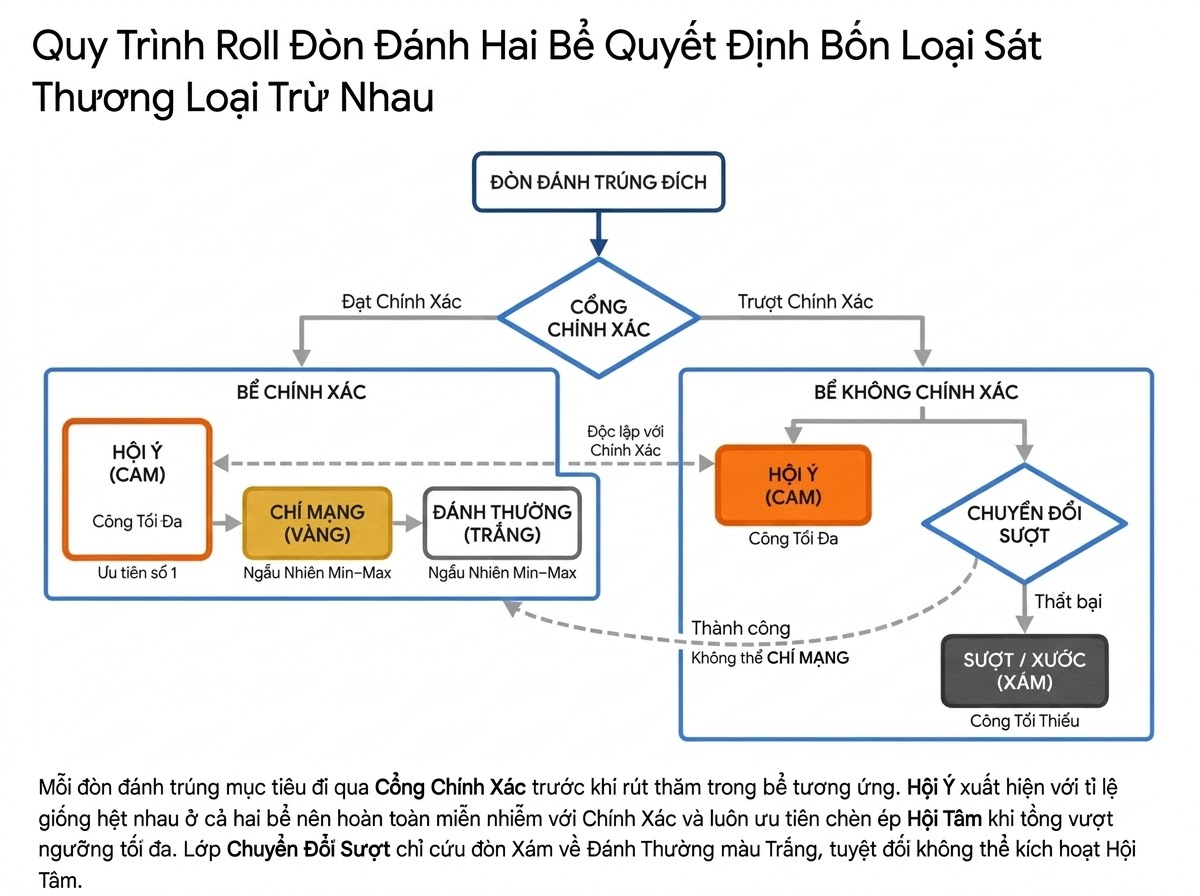 Quy Trình Roll Đòn Đánh Hai Bể Quyết Định Bốn Loại Sát
Thương Loại Trừ Nhau
ĐÒN ĐÁNH TRÚNG ĐÍCH
Đạt Chính Xác
CỔNG
CHÍNH XÁC
Trượt Chính Xác
BỂ CHÍNH XÁC
HỘI Ý
(CAM)
Công Tối Đa
Ưu tiên số 1
CHÍ MẠNG
(VÀNG)
Ngẫu Nhiên Min–Max
ĐÁNH THƯỜNG
(TRẮNG)
Ngẫu Nhiên Min–Max
Độc lập với
Chính Xác
BỂ KHÔNG CHÍNH XÁC
HỘI Ý
(CAM)
Công Tối Đa
CHUYỂN ĐỔI
SƯỢT
Thành công
Không thể CHÍ MẠNG
Thất bại
SƯỢT / XƯỚC
(XÁM)
Công Tối Thiếu
Mỗi đòn đánh trúng mục tiêu đi qua Cổng Chính Xác trước khí rút thăm trong bể tương ứng. Hội Ý xuất hiện với tỉ lệ
giống hệt nhau ở cả hai bể nên hoàn toàn miễn nhiễm với Chính Xác và luôn ưu tiên chèn ép Hội Tâm khi tổng vượt
ngưỡng tối đa. Lớp Chuyển Đổi Sượt chỉ cứu đòn Xám về Đánh Thường màu Trắng, tuyệt đối không thể kích hoạt Hội
Tâm.